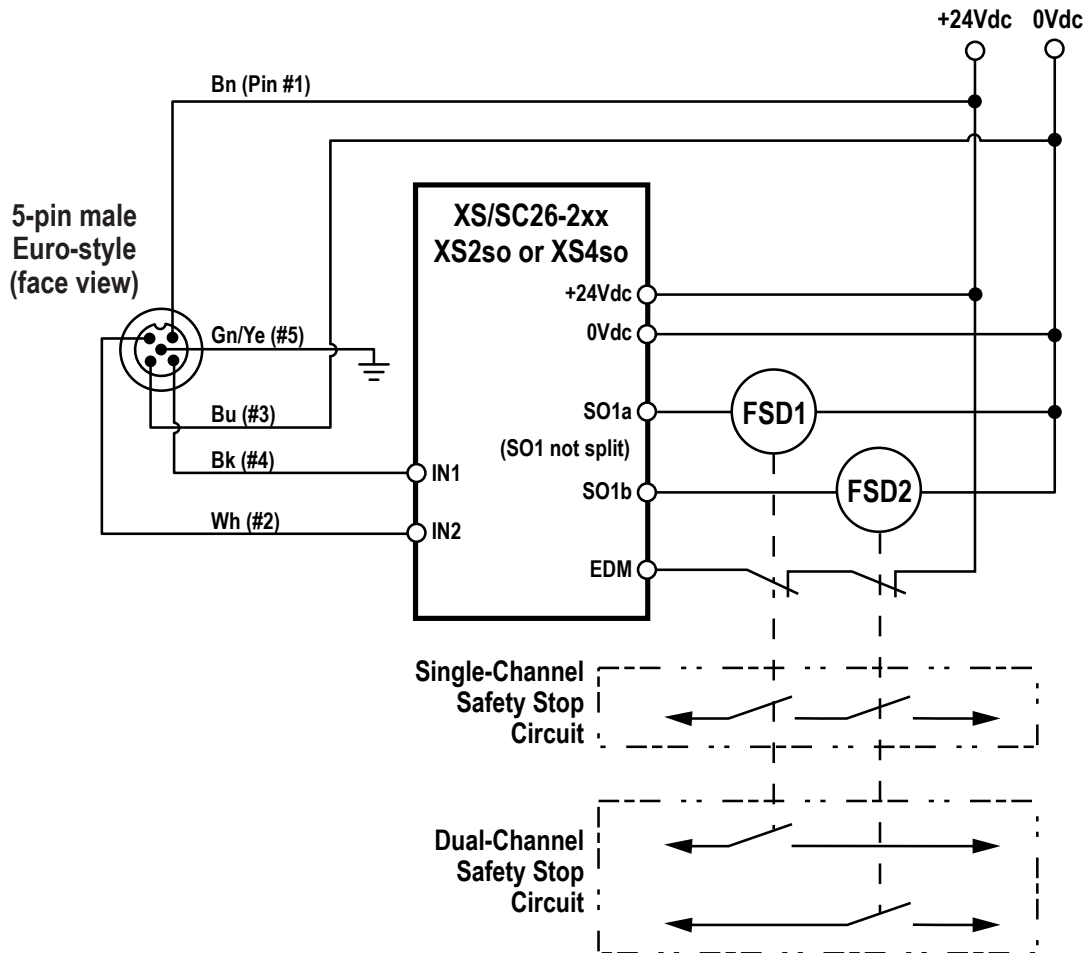 +24Vdc 0Vdc
Bn (Pin #1)
5-pin male
Euro-style
(face view)
XS/SC26-2xx
XS2so or XS4so
+24Vdc
0Vdc
Gn/Ye (#5)
Bu (#3)
SO1a
FSD1
(SO1 not split)
Bk (#4)
IN1
SO1b
FSD2
Wh (#2)
IN2
EDM
Single-Channel
Safety Stop
Circuit
Dual-Channel
Safety Stop
Circuit